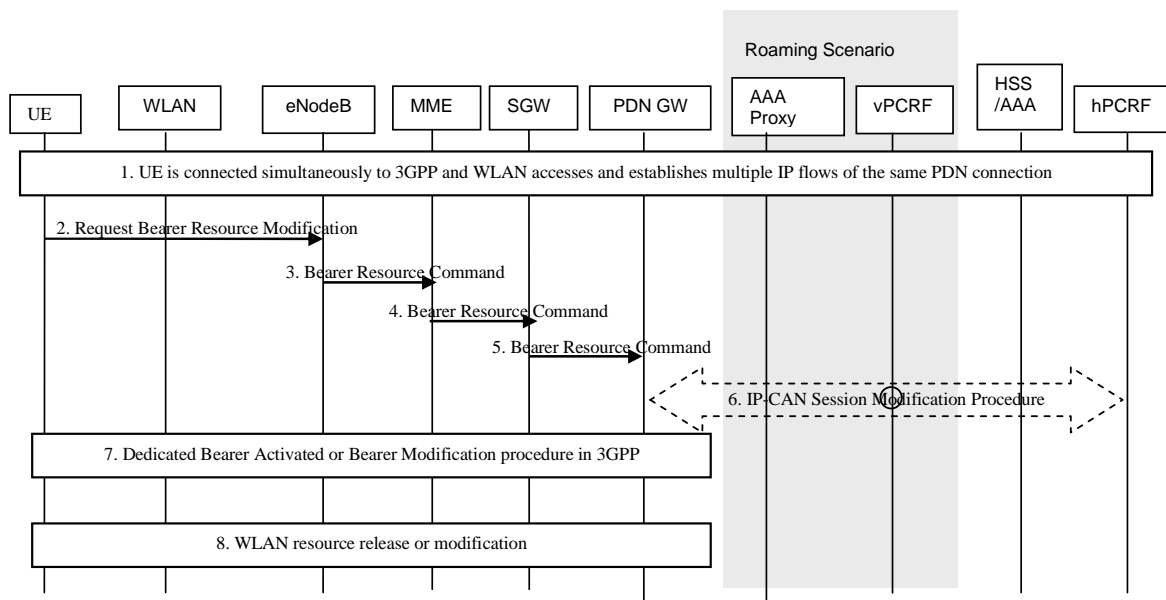 Roaming Scenario
UE
WLAN
eNodeB
MME
SGW
PDN GW
AAA
Proxy
vPCRF
HSS
/AAA
hPCRF
1. UE is connected simultaneously to 3GPP and WLAN accesses and establishes multiple IP flows of the same PDN connection
2. Request Bearer Resource Modification
3. Bearer Resource Command
4. Bearer Resource Command
5. Bearer Resource Command
6. IP-CAN Session Modification Procedure
7. Dedicated Bearer Activated or Bearer Modification procedure in 3GPP
8. WLAN resource release or modification